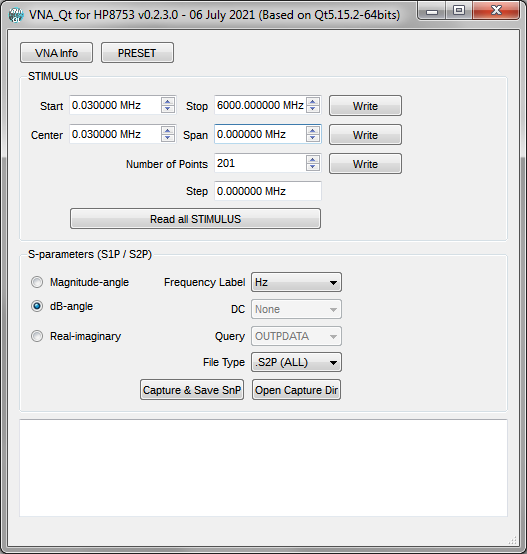 VNA_Qt for HP8753 v0.2.3.0 - 06 July 2021 (Based on Qt5.15.2-64bits)
VNA Info PRESET
STIMULUS
Start 0.030000 MHz Stop 6000.000000 MHz Write
Center 0.030000 MHz Span 0.000000 MHz Write
Number of Points 201 Write
Step 0.000000 MHz
Read all STIMULUS
S-parameters (S1P / S2P)
Magnitude-angle Frequency Label Hz
dB-angle DC None
Real-imaginary Query OUTPDATA
File Type .S2P (ALL)
Capture & Save SnP Open Capture Dir